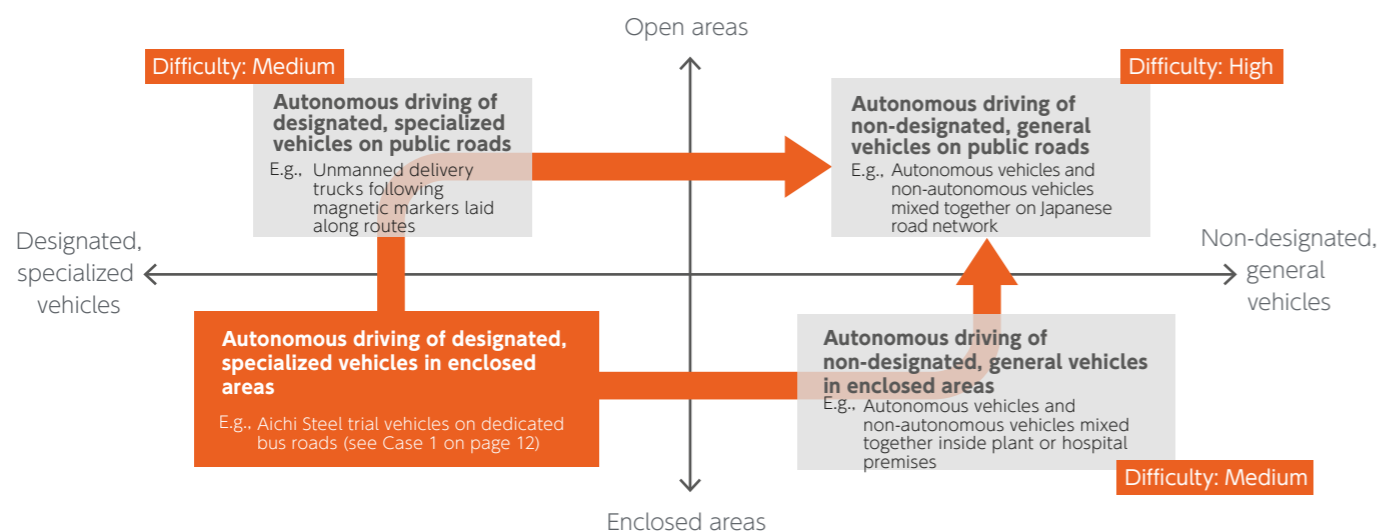 Open areas
Difficulty: Medium
Difficulty: High
Autonomous driving of
designated, specialized
vehicles on public roads
E.g., Unmanned delivery
trucks following
magnetic markers laid
along routes
Autonomous driving of
non-designated, general
vehicles on public roads
E.g., Autonomous vehicles and
non-autonomous vehicles
mixed together on Japanese
road network
Designated,
specialized
vehicles
Non-designated,
general
vehicles
Autonomous driving of designated,
specialized vehicles in enclosed
areas
E.g., Aichi Steel trial vehicles on dedicated
bus roads (see Case 1 on page 12)
Autonomous driving of
non-designated, general vehicles
in enclosed areas
E.g., Autonomous vehicles and
non-autonomous vehicles mixed
together inside plant or hospital
premises
Difficulty: Medium
Enclosed areas